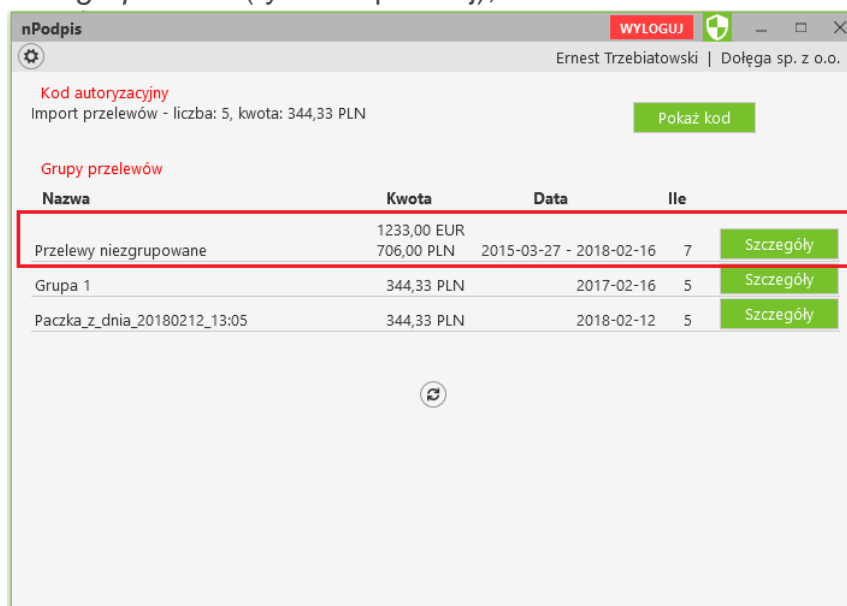 nPodpis WYLOGUJ
Ernest Trzebiatowski | Dołęga sp. z o.o.
Kod autoryzacyjny
Import przelewów - liczba: 5, kwota: 344,33 PLN Pokaż kod
Grupy przelewów
Nazwa Kwota Data Ile
1233,00 EUR
Przelewy niezgrupowane 706,00 PLN 2015-03-27 - 2018-02-16 7 Szczegóły
Grupa 1 344,33 PLN 2017-02-16 5 Szczegóły
Paczka_z_dnia_20180212_13:05 344,33 PLN 2018-02-12 5 Szczegóły